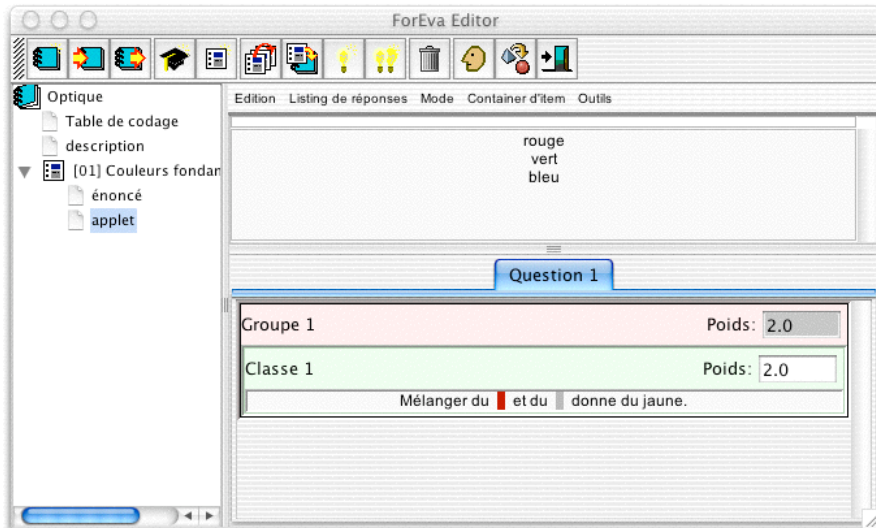 ForEva Editor
Optique
Table de codage
description
[01] Couleurs fondan
énoncé
applet
Edition Listing de réponses Mode Container d'item Outils
rouge
vert
bleu
Question 1
Groupe 1 Poids: 2.0
Classe 1 Poids: 2.0
Mélanger du et du donne du jaune.